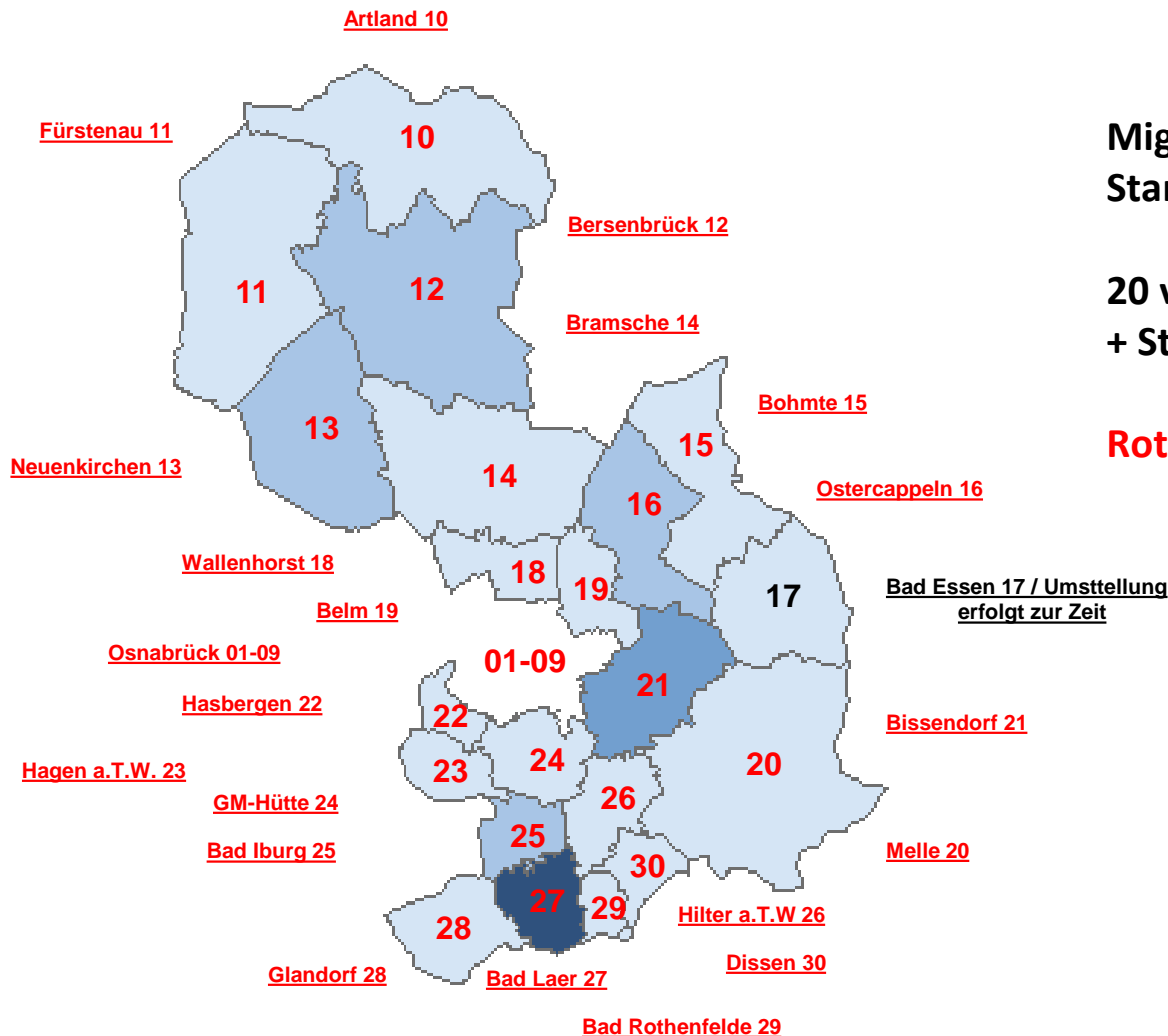 Artland 10
Fürstenau 11
10
Mig
Star
Bersenbrück 12
11
12
20 v
Bramsche 14
+ St
Bohmte 15
13
15
Rot
Neuenkirchen 13
14
16
Ostercappeln 16
Wallenhorst 18
18
19
17
Bad Essen 17 / Umsttellung
erfolgt zur Zeit
Belm 19
Osnabrück 01-09
01-09
21
Hasbergen 22
22
Bissendorf 21
Hagen a.T.W. 23
23
24
20
GM-Hütte 24
26
Bad Iburg 25
25
30
Melle 20
27
29
28
Hilter a.T.W 26
Glandorf 28
Bad Laer 27
Dissen 30
Bad Rothenfelde 29